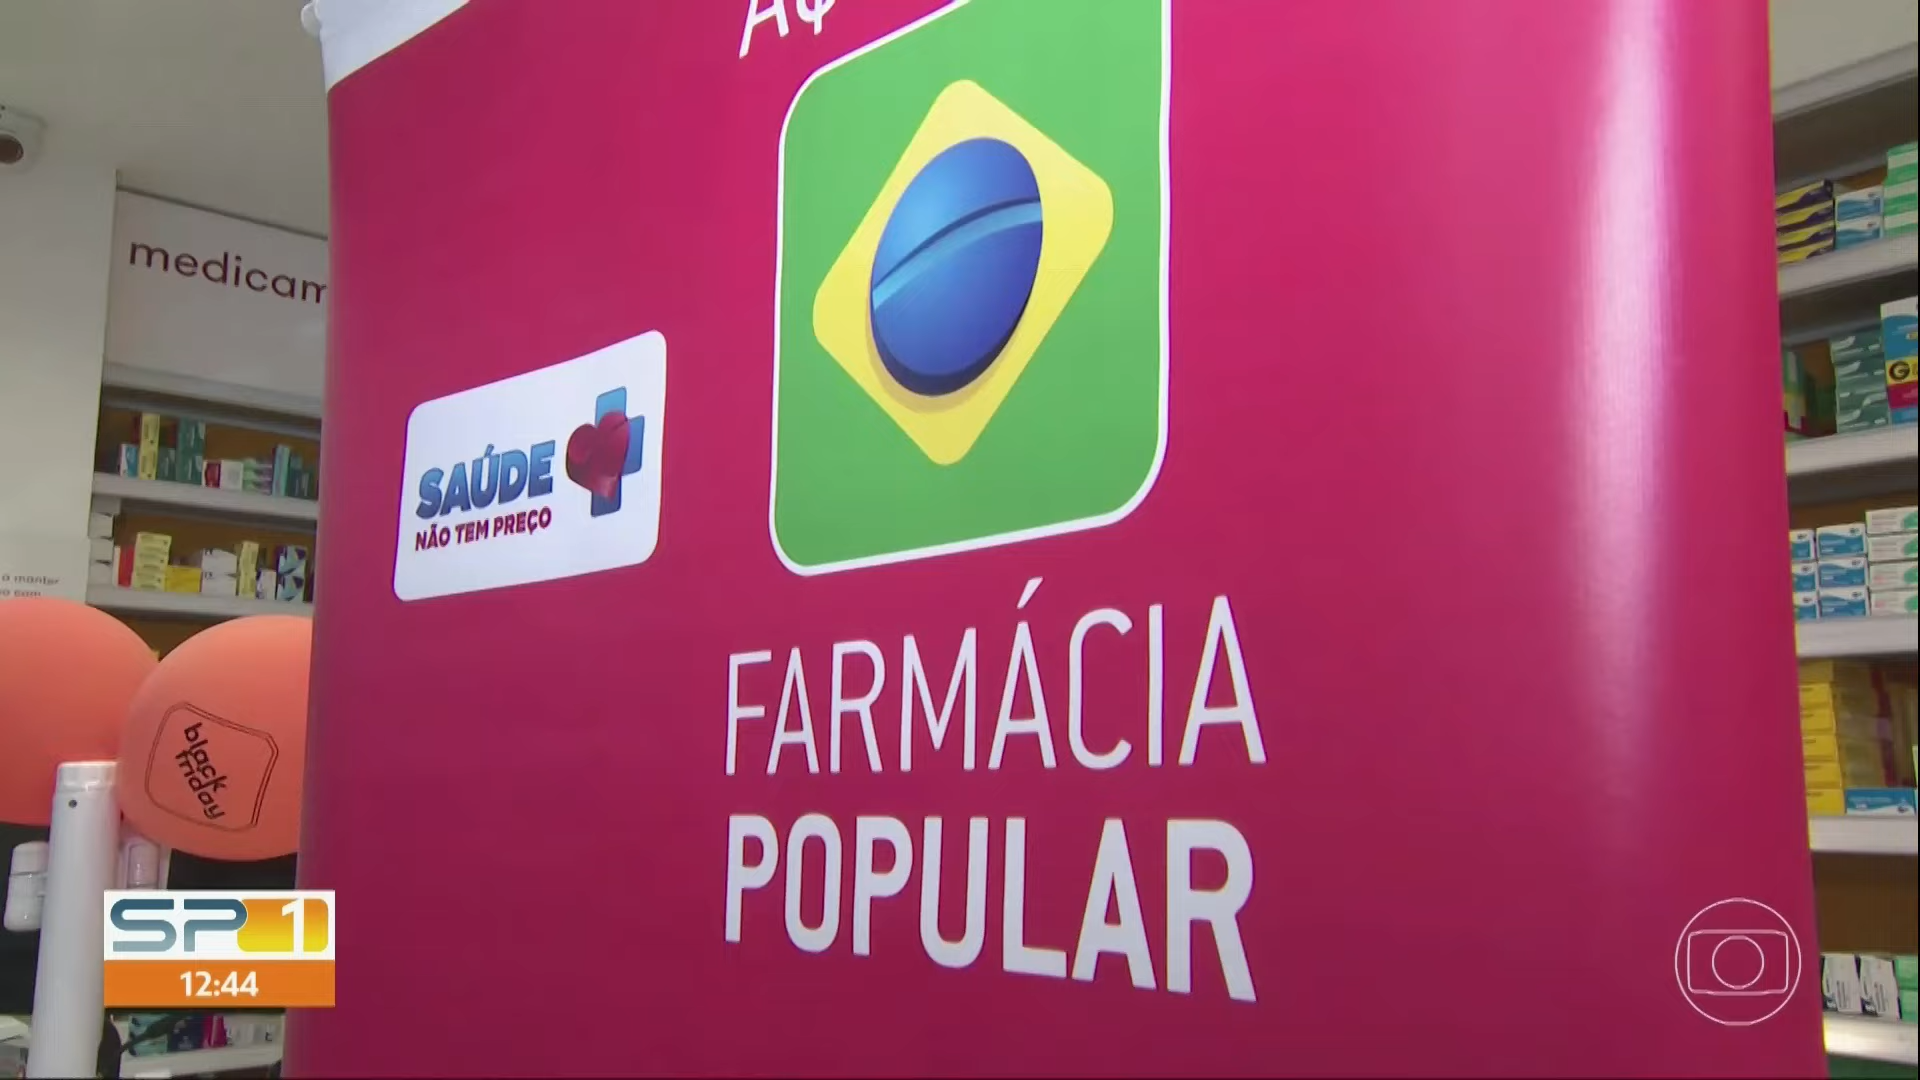 medicam
SAÚDE
NÃO TEM PREÇO
FARMÁCIA
POPULAR
black
friday
SP1
12:44